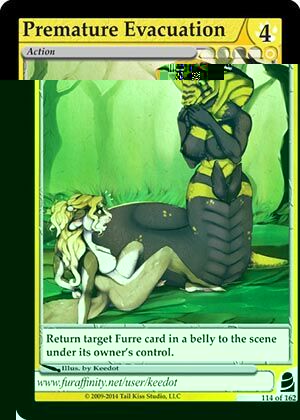 Premature Evacuation 4
Action
Return target Furre card in a belly to the scene
under its owner's control.
Illus. by Keedot
www.furaffinity.net/user/keedot
114 of 162
© 2009-2014 Tail Kiss Studio, LLC